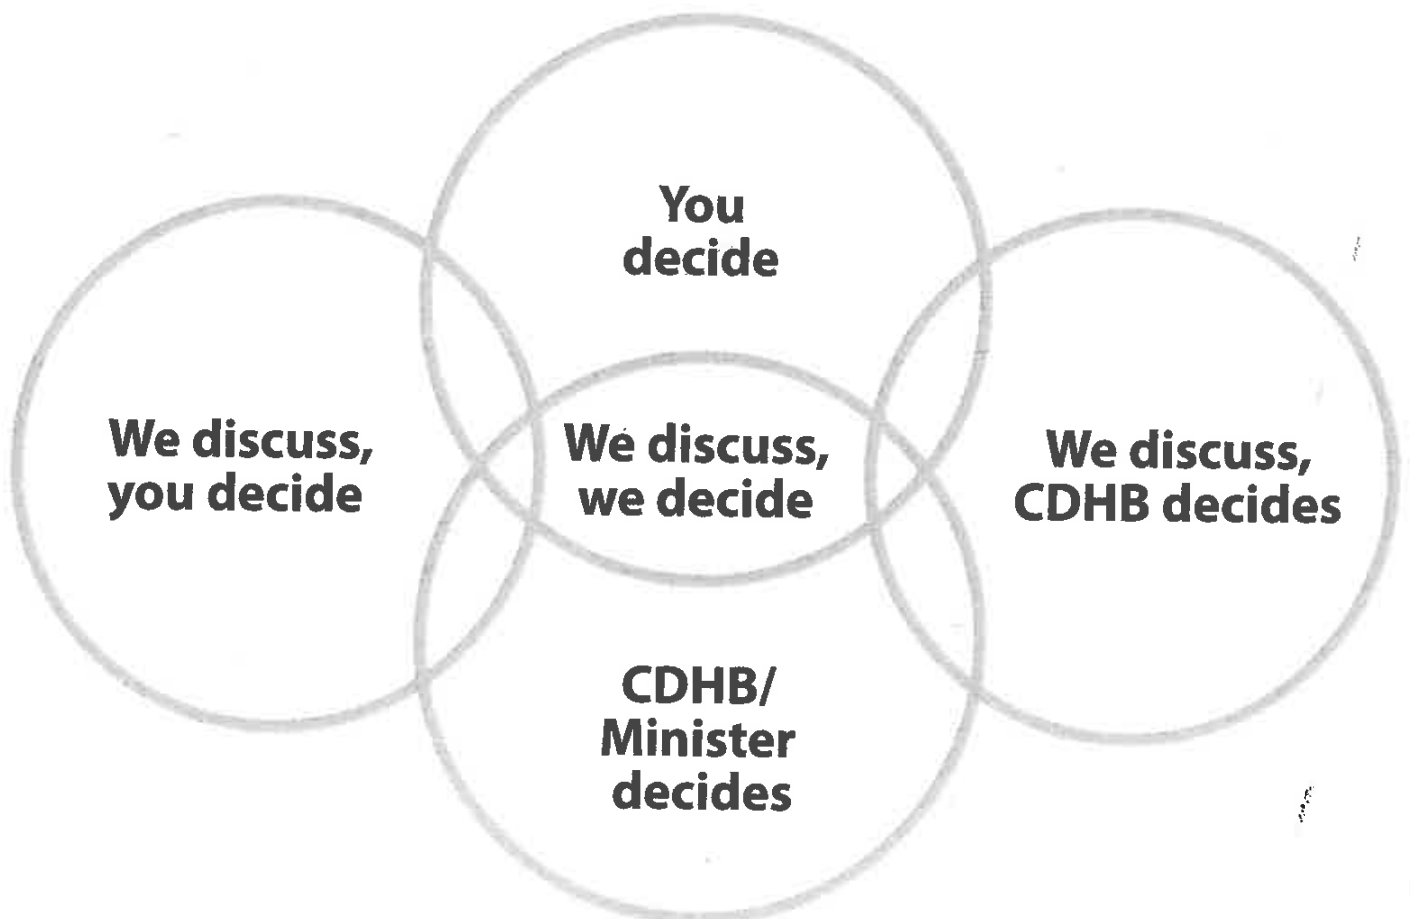 You
decide
We discuss,
you decide
We discuss,
we decide
We discuss,
CDHB decides
CDHB/
Minister
decides